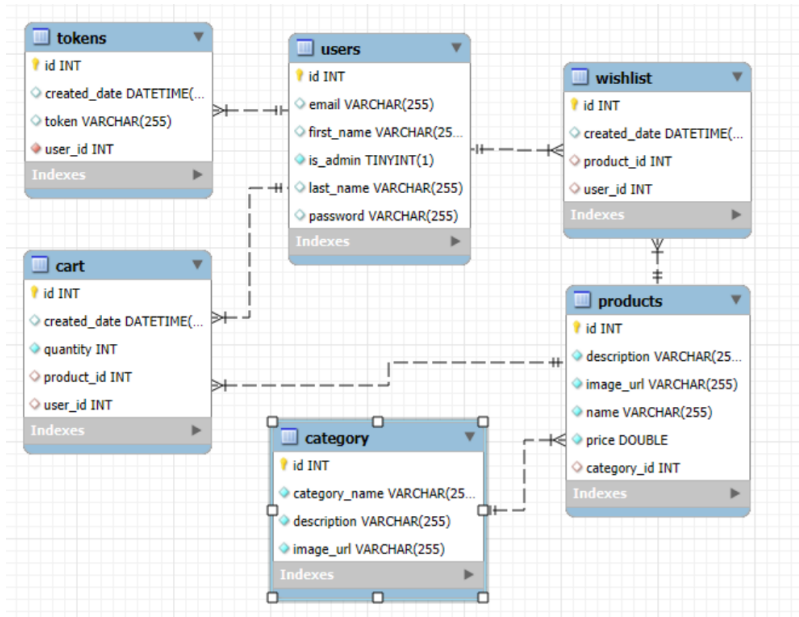 tokens
id INT
created_date DATETIME(...
token VARCHAR(255)
user_id INT
Indexes
users
id INT
email VARCHAR(255)
first_name VARCHAR(25...
is_admin TINYINT(1)
last_name VARCHAR(255)
password VARCHAR(255)
Indexes
wishlist
id INT
created_date DATETIME(...
product_id INT
user_id INT
Indexes
cart
id INT
created_date DATETIME(...
quantity INT
product_id INT
user_id INT
Indexes
products
id INT
description VARCHAR(25...
image_url VARCHAR(255)
name VARCHAR(255)
price DOUBLE
category_id INT
Indexes
category
id INT
category_name VARCHAR(25...
description VARCHAR(255)
image_url VARCHAR(255)
Indexes